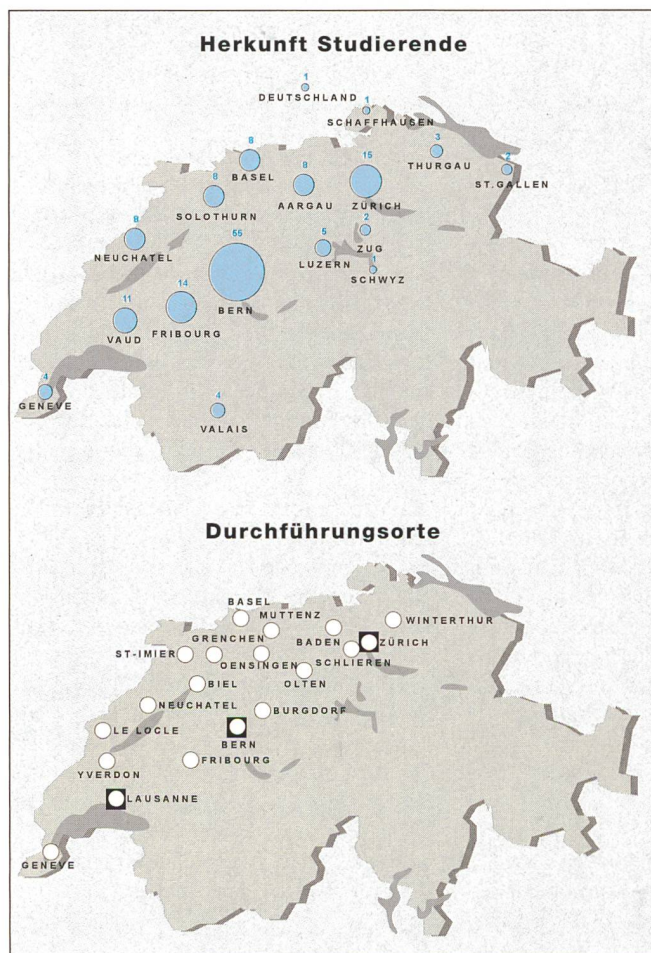 Herkunft Studierende
1
DEUTSCHLAND
1
SCHAFFHAUSEN
3
THURGAU
2
ST.GALLEN
8
BASEL
8
AARGAU
15
ZÜRICH
8
SOLOTHURN
2
ZUG
8
NEUCHATEL
55
BERN
5
LUZERN
1
SCHWYZ
14
FRIBOURG
11
VAUD
4
GENEVE
4
VALAIS
Durchführungsorte
BASEL
MUTTENZ
WINTERTHUR
GRENCHEN
BADEN
ZÜRICH
ST-IMIER
OENSINGEN
SCHLIEREN
OLTEN
BIEL
NEUCHATEL
BURGDORF
LE LOCLE
BERN
YVERDON
FRIBOURG
LAUSANNE
GENEVE